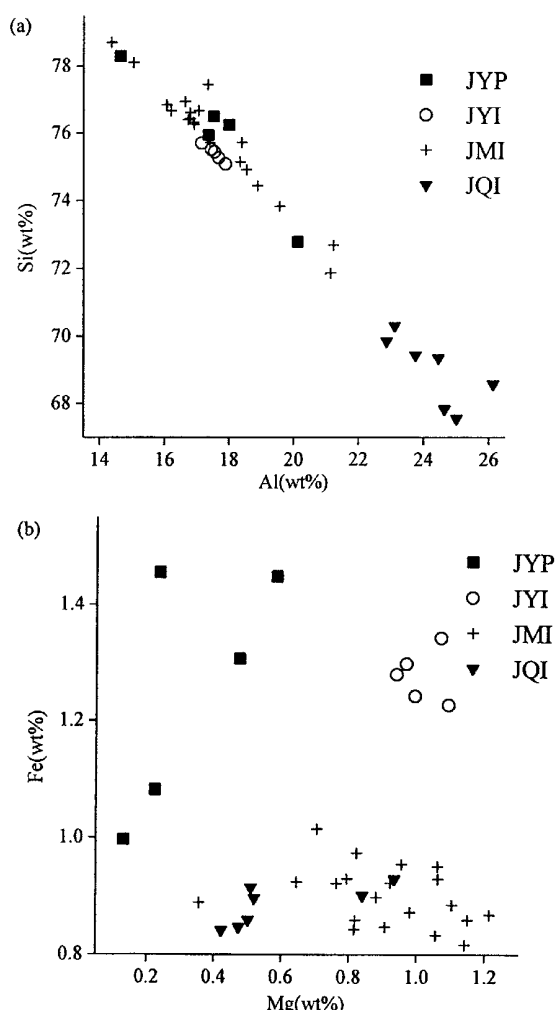 (a)
78
76
74
72
70
68
Si(wt%)
JYP
JYI
JMI
JQI
14 16 18 20 22 24 26
Al(wt%)
(b)
1.4
1.2
1.0
0.8
Fe(wt%)
JYP
JYI
JMI
JQI
0.2 0.4 0.6 0.8 1.0 1.2
Mg(wt%)